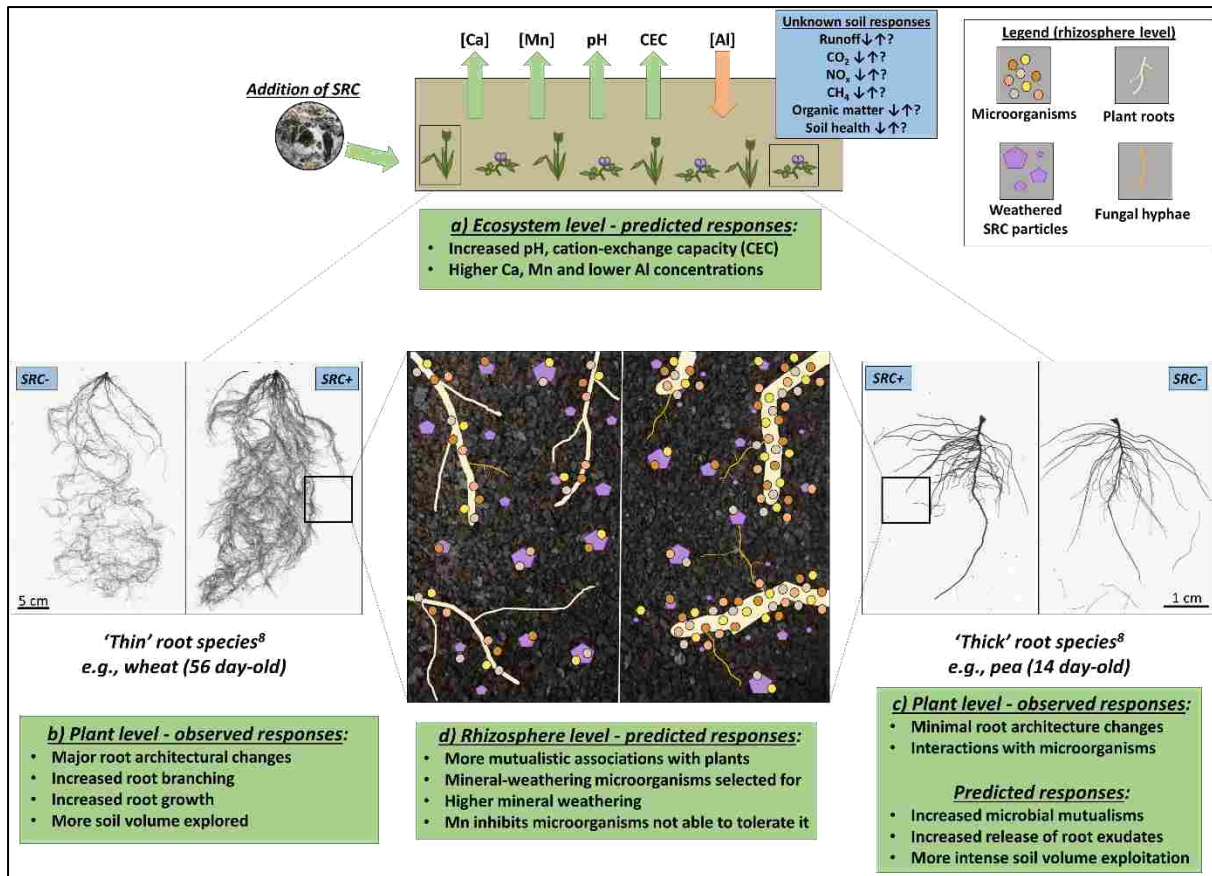 [Ca]
[Mn]
pH
CEC
[Al]
Unknown soil responses
Runoff ↓↑?
CO₂ ↓↑?
NOₓ ↓↑?
CH₄ ↓↑?
Organic matter ↓↑?
Soil health ↓↑?
Legend (rhizosphere level)
Microorganisms
Plant roots
Weathered
SRC particles
Fungal hyphae
Addition of SRC
a) Ecosystem level - predicted responses:
• Increased pH, cation-exchange capacity (CEC)
• Higher Ca, Mn and lower Al concentrations
SRC-
SRC+
5 cm
SRC+
SRC-
1 cm
‘Thin’ root species⁸
e.g., wheat (56 day-old)
‘Thick’ root species⁸
e.g., pea (14 day-old)
b) Plant level - observed responses:
• Major root architectural changes
• Increased root branching
• Increased root growth
• More soil volume explored
d) Rhizosphere level - predicted responses:
• More mutualistic associations with plants
• Mineral-weathering microorganisms selected for
• Higher mineral weathering
• Mn inhibits microorganisms not able to tolerate it
c) Plant level - observed responses:
• Minimal root architecture changes
• Interactions with microorganisms
Predicted responses:
• Increased microbial mutualisms
• Increased release of root exudates
• More intense soil volume exploitation